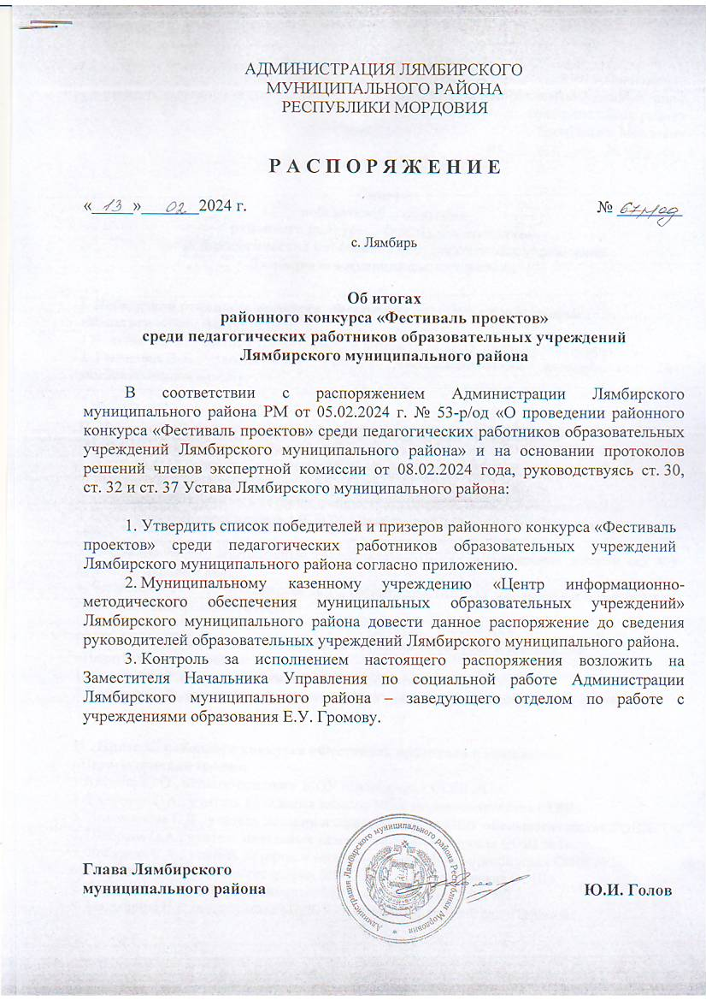 АДМИНИСТРАЦИЯ ЛЯМБИРСКОГО
МУНИЦИПАЛЬНОГО РАЙОНА
РЕСПУБЛИКИ МОРДОВИЯ
Р А С П О Р Я Ж Е Н И Е
« 13 » 02 2024 г. №
с. Лямбирь
Об итогах
районного конкурса «Фестиваль проектов»
среди педагогических работников образовательных учреждений
Лямбирского муниципального района
В соответствии с распоряжением Администрации Лямбирского
муниципального района РМ от 05.02.2024 г. № 53-р/од «О проведении районного
конкурса «Фестиваль проектов» среди педагогических работников образовательных
учреждений Лямбирского муниципального района» и на основании протоколов
решений членов экспертной комиссии от 08.02.2024 года, руководствуясь ст. 30,
ст. 32 и ст. 37 Устава Лямбирского муниципального района:
1. Утвердить список победителей и призеров районного конкурса «Фестиваль
проектов» среди педагогических работников образовательных учреждений
Лямбирского муниципального района согласно приложению.
2. Муниципальному казенному учреждению «Центр информационно-
методического обеспечения муниципальных образовательных учреждений»
Лямбирского муниципального района довести данное распоряжение до сведения
руководителей образовательных учреждений Лямбирского муниципального района.
3. Контроль за исполнением настоящего распоряжения возложить на
Заместителя Начальника Управления по социальной работе Администрации
Лямбирского муниципального района – заведующего отделом по работе с
учреждениями образования Е.У. Громову.
Глава Лямбирского
муниципального района Ю.И. Голов
Администрация Лямбирского муниципального района Республики Мордовия *